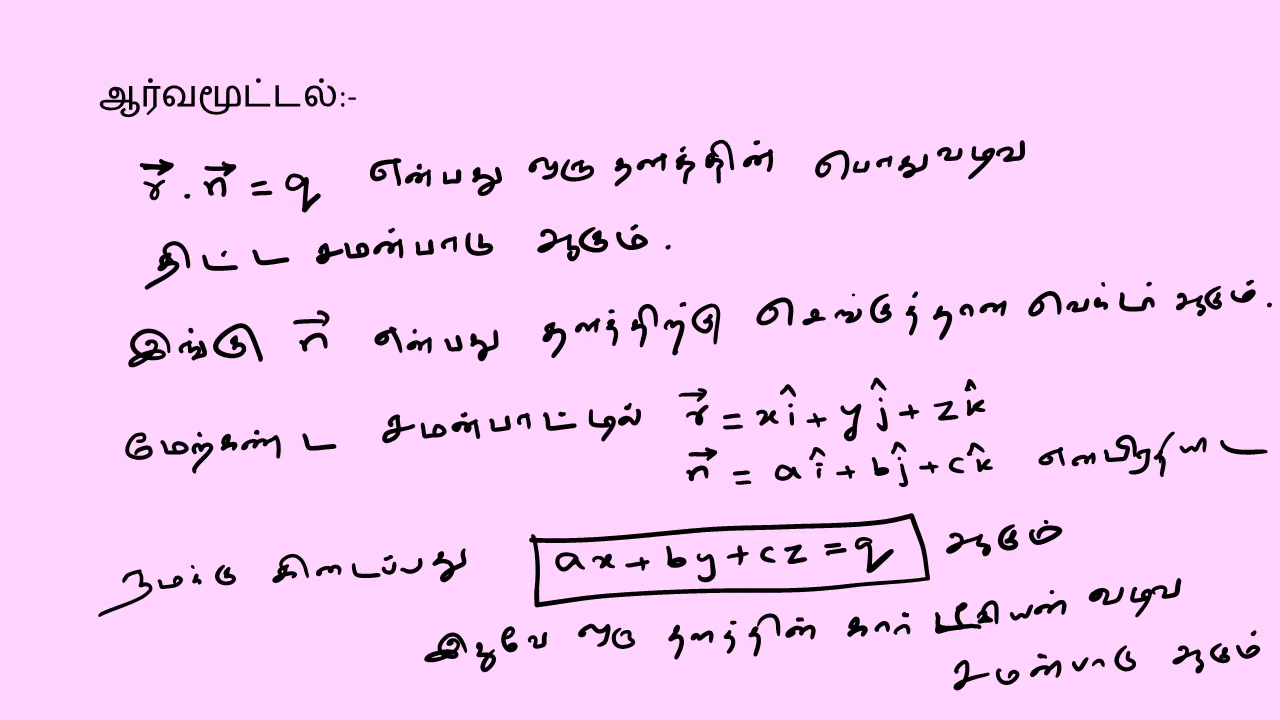 ஆர்வமூட்டல்:-
r⃗ . n⃗ = q என்பது ஒரு தளத்தின் பொதுவடிவ
திட்ட சமன்பாடு ஆகும்.
இங்கு n⃗ என்பது தளத்திற்கு செங்குத்தான வெக்டர் ஆகும்.
மேற்கண்ட சமன்பாட்டில் r⃗ = xî + yĵ + zk̂
n⃗ = aî + bĵ + ck̂ எனபிரதியிட
நமக்கு கிடைப்பது ax + by + cz = q ஆகும்
இதுவே ஒரு தளத்தின் கார்டீசியன் வடிவ
சமன்பாடு ஆகும்